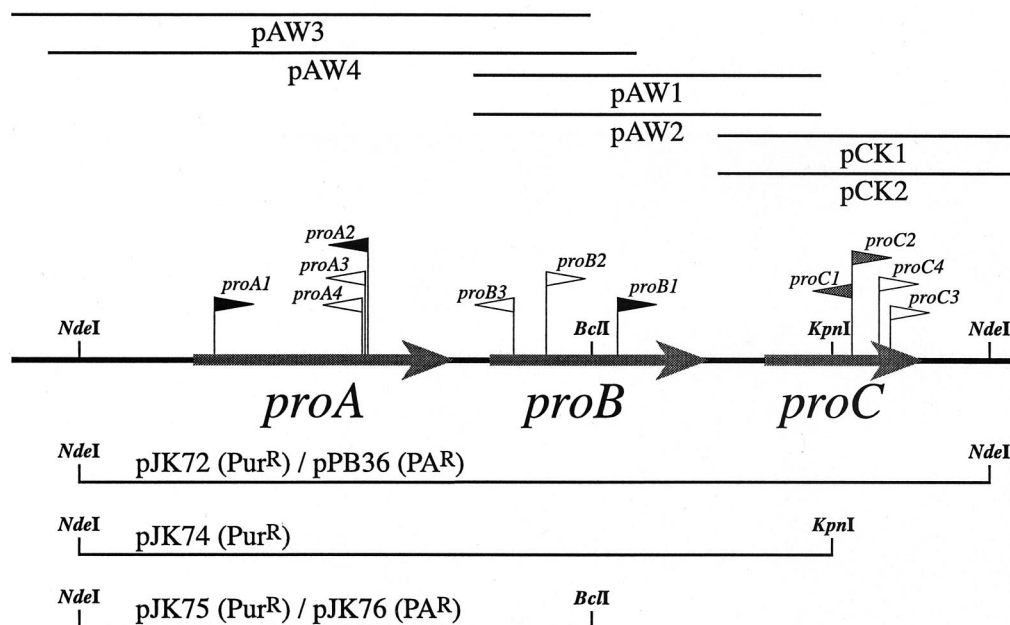 pAW3
pAW4
pAW1
pAW2
pCK1
pCK2
proA2
proA3
proA4
proA1
proB2
proB3
proB1
proC2
proC1
proC4
proC3
NdeI
BclI
KpnI
NdeI
proA
proB
proC
NdeI
pJK72 (PurR) / pPB36 (PAR)
NdeI
NdeI
pJK74 (PurR)
KpnI
NdeI
pJK75 (PurR) / pJK76 (PAR)
BclI